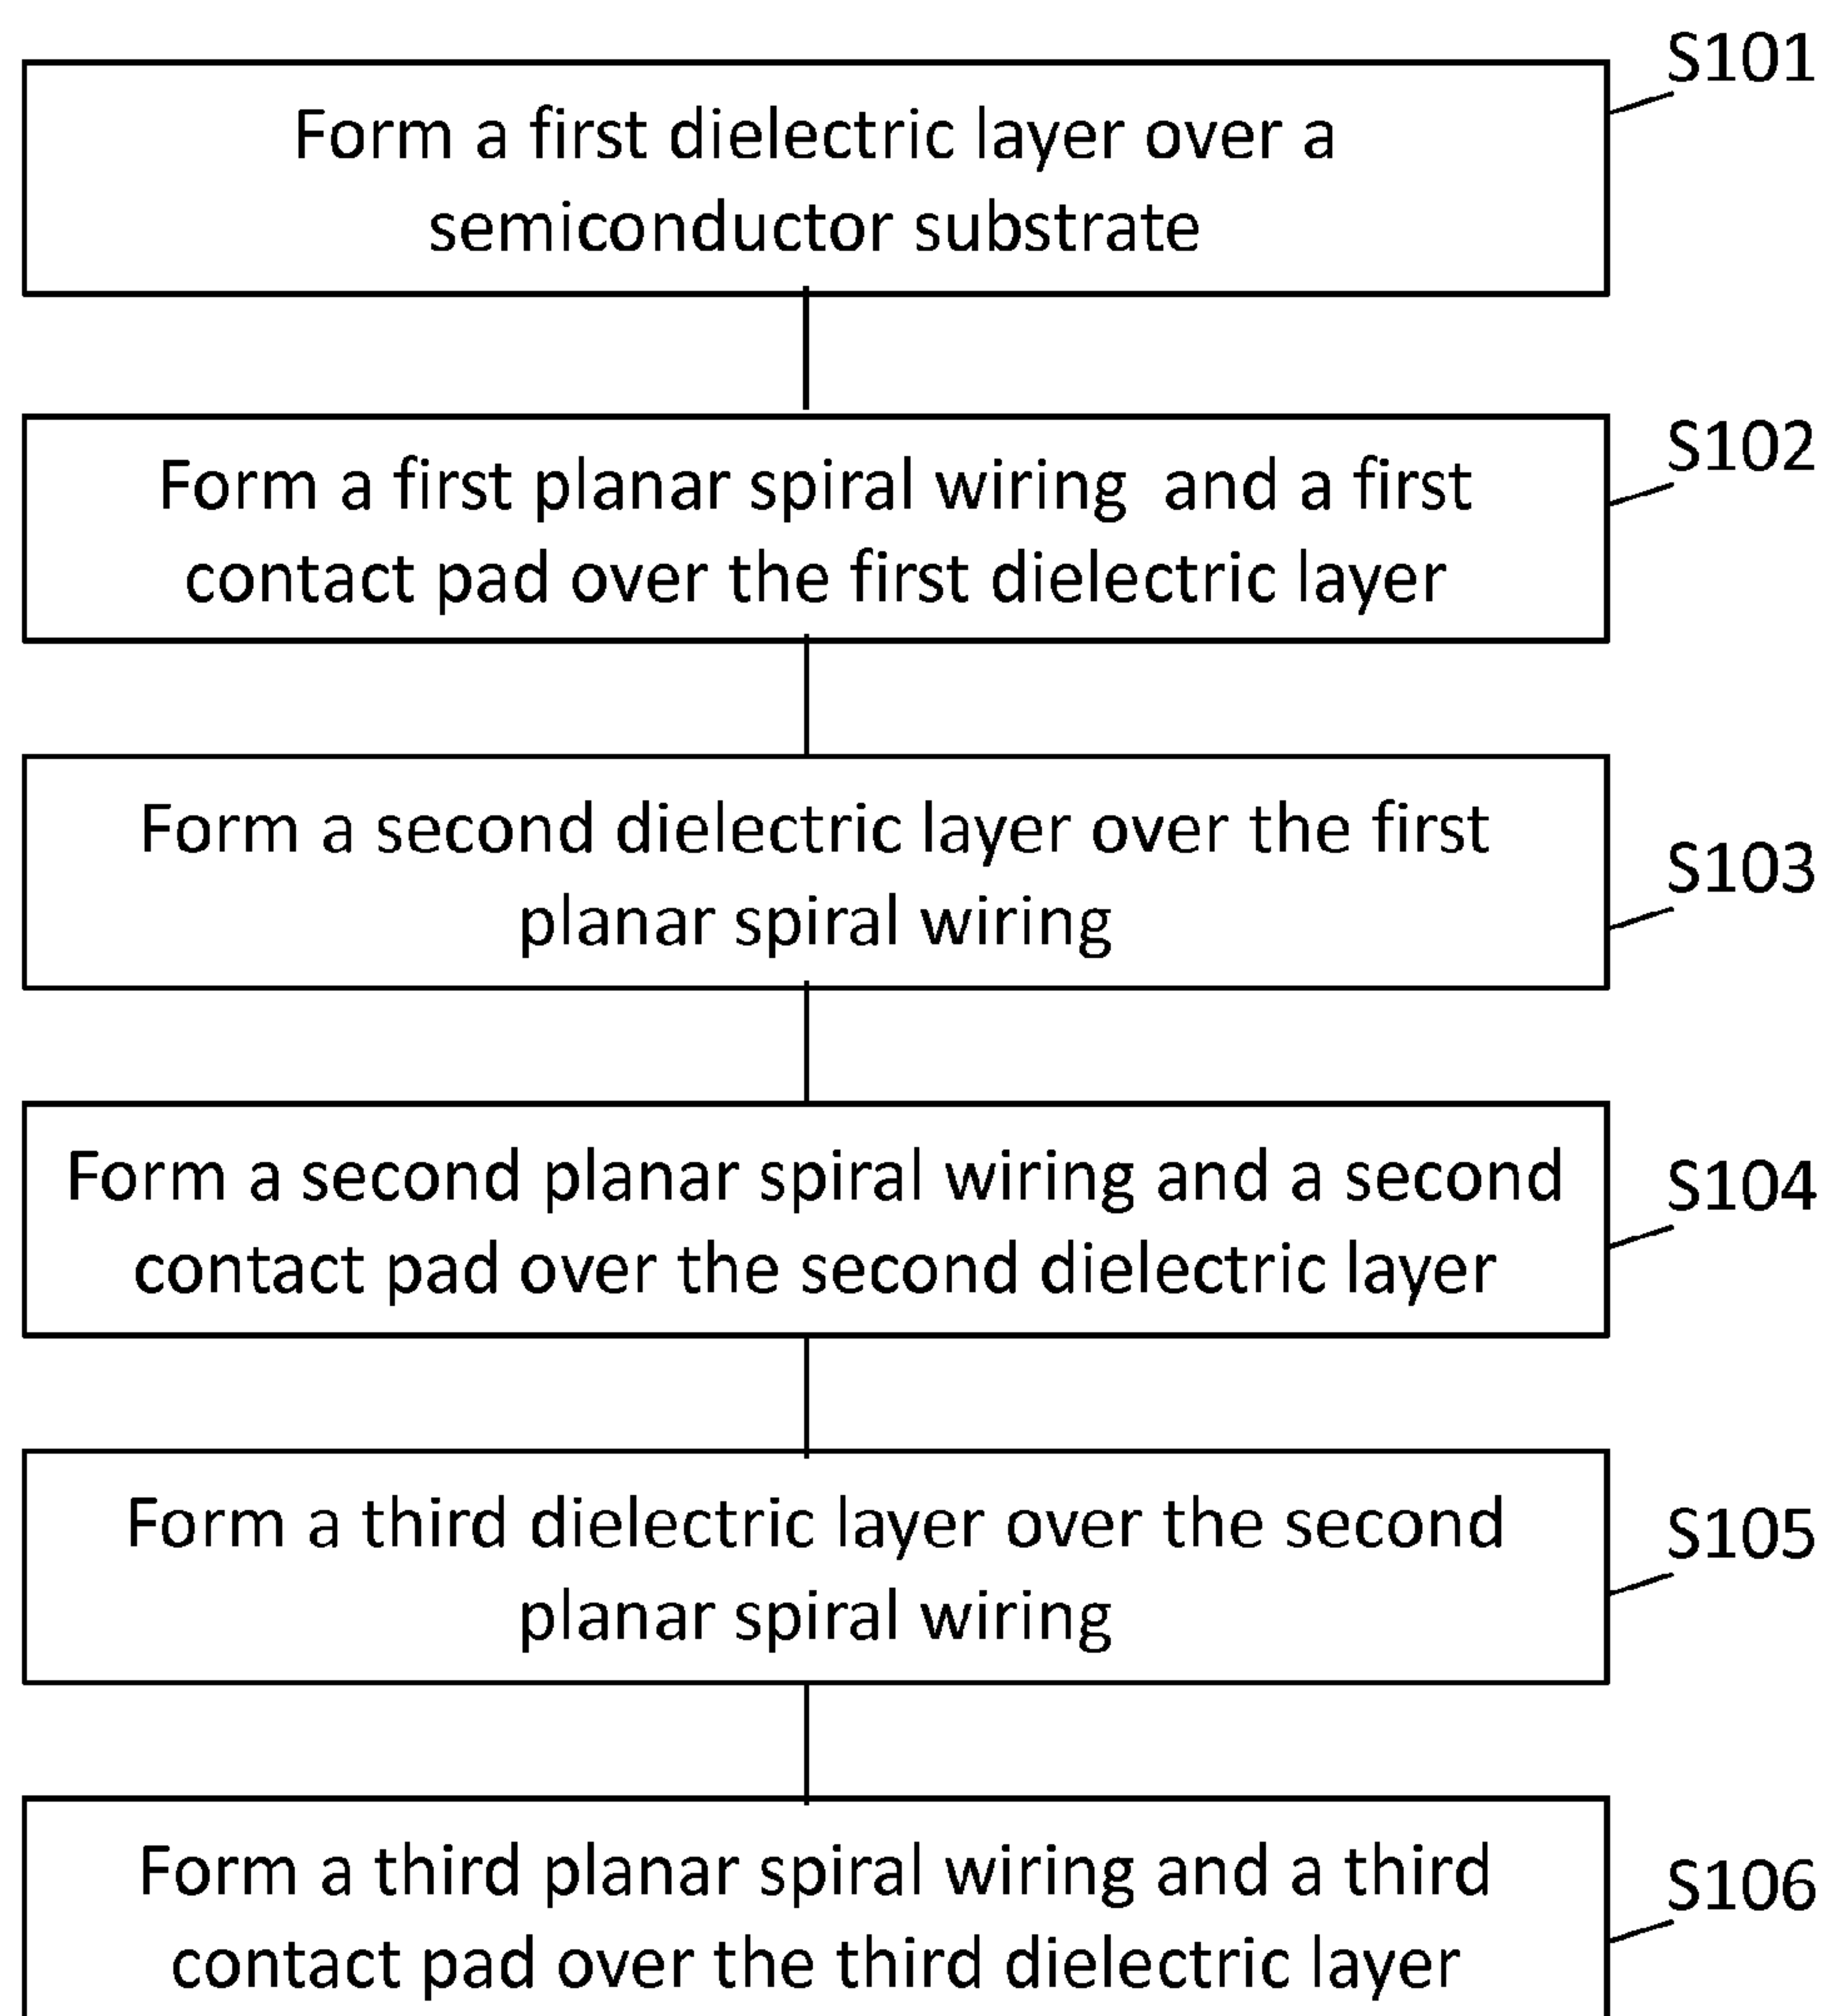 S101
Form a first dielectric layer over a
semiconductor substrate
S102
Form a first planar spiral wiring and a first
contact pad over the first dielectric layer
Form a second dielectric layer over the first
S103
planar spiral wiring
Form a second planar spiral wiring and a second
S104
contact pad over the second dielectric layer
Form a third dielectric layer over the second
S105
planar spiral wiring
Form a third planar spiral wiring and a third
S106
contact pad over the third dielectric layer